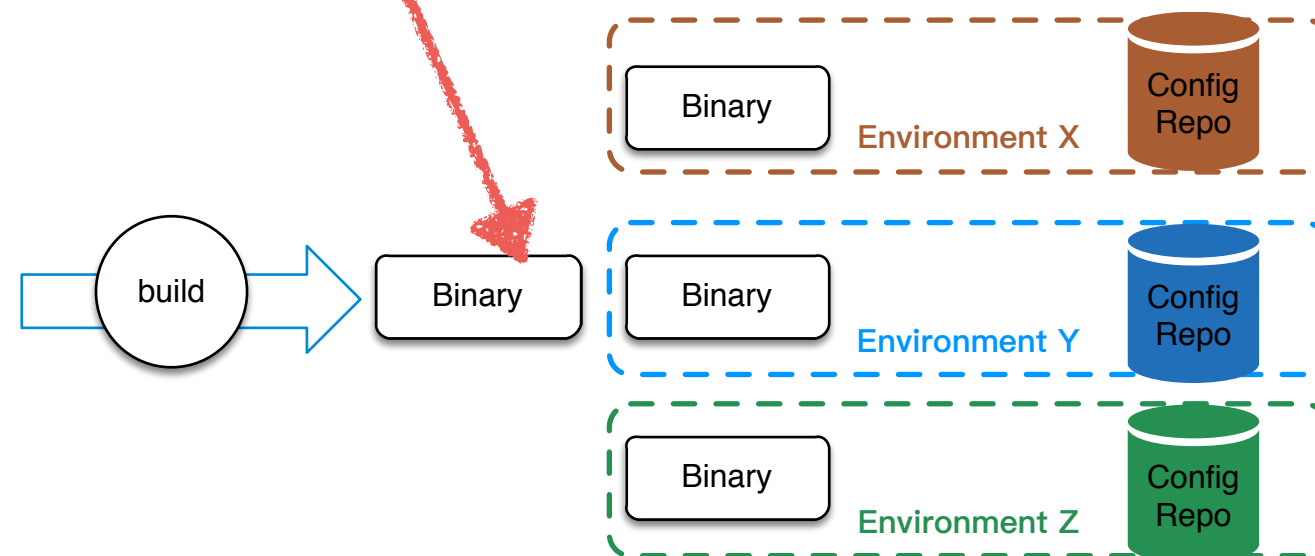 Binary
Environment X
Config
Repo
build
Binary
Binary
Environment Y
Config
Repo
Binary
Environment Z
Config
Repo